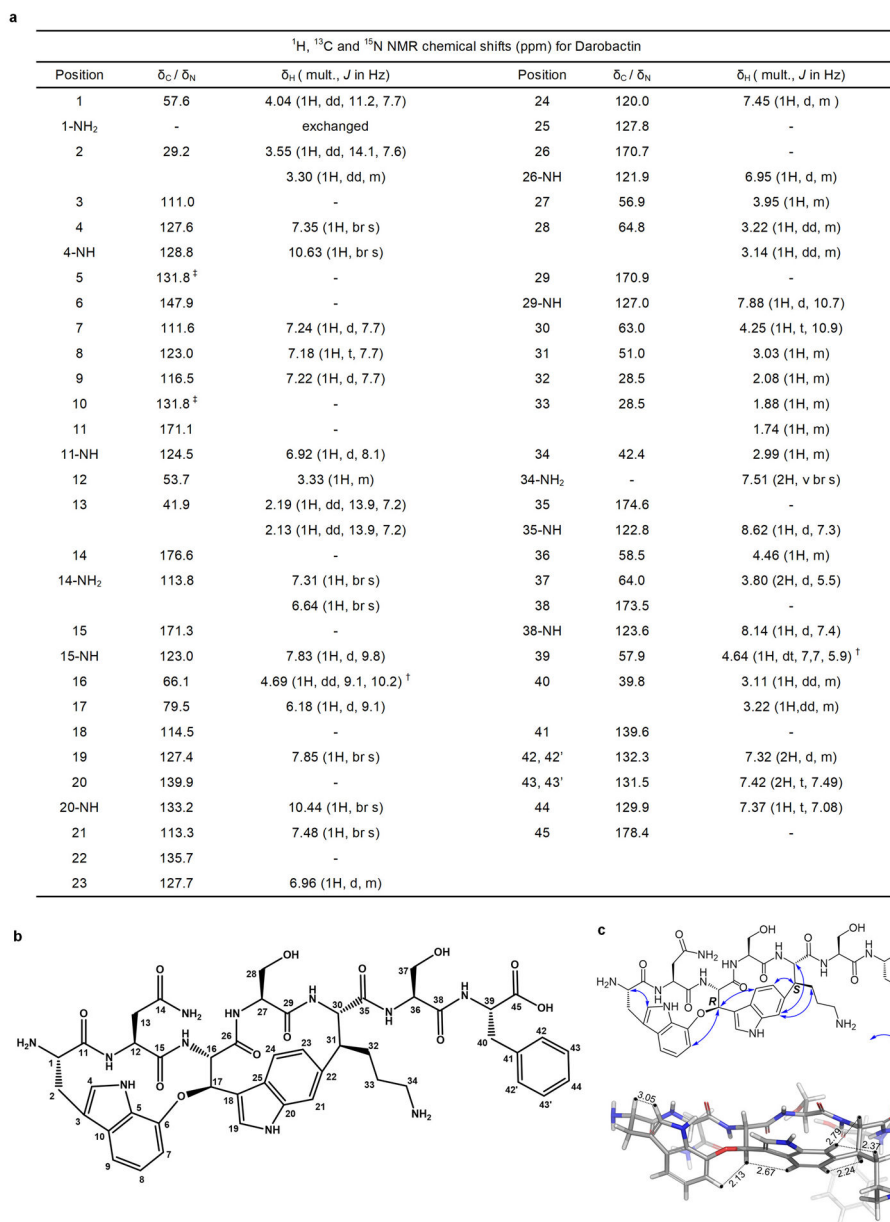 a
1H, 13C and 15N NMR chemical shifts (ppm) for Darobactin
Position δC / δN δH ( mult., J in Hz) Position δC / δN δH (mult., J in Hz)
1 57.6 4.04 (1H, dd, 11.2, 7.7) 24 120.0 7.45 (1H, d, m )
1-NH2 - exchanged 25 127.8 -
2 29.2 3.55 (1H, dd, 14.1, 7.6) 26 170.7 -
3.30 (1H, dd, m) 26-NH 121.9 6.95 (1H, d, m)
3 111.0 - 27 56.9 3.95 (1H, m)
4 127.6 7.35 (1H, br s) 28 64.8 3.22 (1H, dd, m)
4-NH 128.8 10.63 (1H, br s) 3.14 (1H, dd, m)
5 131.8 ‡ - 29 170.9 -
6 147.9 - 29-NH 127.0 7.88 (1H, d, 10.7)
7 111.6 7.24 (1H, d, 7.7) 30 63.0 4.25 (1H, t, 10.9)
8 123.0 7.18 (1H, t, 7.7) 31 51.0 3.03 (1H, m)
9 116.5 7.22 (1H, d, 7.7) 32 28.5 2.08 (1H, m)
10 131.8 ‡ - 33 28.5 1.88 (1H, m)
11 171.1 - 1.74 (1H, m)
11-NH 124.5 6.92 (1H, d, 8.1) 34 42.4 2.99 (1H, m)
12 53.7 3.33 (1H, m) 34-NH2 - 7.51 (2H, v br s)
13 41.9 2.19 (1H, dd, 13.9, 7.2) 35 174.6 -
2.13 (1H, dd, 13.9, 7.2) 35-NH 122.8 8.62 (1H, d, 7.3)
14 176.6 - 36 58.5 4.46 (1H, m)
14-NH2 113.8 7.31 (1H, br s) 37 64.0 3.80 (2H, d, 5.5)
6.64 (1H, br s) 38 173.5 -
15 171.3 - 38-NH 123.6 8.14 (1H, d, 7.4)
15-NH 123.0 7.83 (1H, d, 9.8) 39 57.9 4.64 (1H, dt, 7,7, 5.9) †
16 66.1 4.69 (1H, dd, 9.1, 10.2) † 40 39.8 3.11 (1H, dd, m)
17 79.5 6.18 (1H, d, 9.1) 3.22 (1H,dd, m)
18 114.5 - 41 139.6 -
19 127.4 7.85 (1H, br s) 42, 42' 132.3 7.32 (2H, d, m)
20 139.9 - 43, 43' 131.5 7.42 (2H, t, 7.49)
20-NH 133.2 10.44 (1H, br s) 44 129.9 7.37 (1H, t, 7.08)
21 113.3 7.48 (1H, br s) 45 178.4 -
22 135.7 -
23 127.7 6.96 (1H, d, m)
b
OH
28
O
14
NH2
13
O
H2N
1
11
N
H
12
15
O
H
N
16
H
N
26
O
27
29
O
H
N
30
35
O
31
N
H
36
37
OH
38
O
H
N
39
45
O
OH
40
41
42
43
44
43'
42'
2
3
4
NH
5
6
7
8
9
10
O
17
18
19
NH
20
21
22
23
24
25
32
33
34
NH2
c
OH
OH
O
NH2
H2N
O
N
H
O
H
N
R
O
H
N
O
H
N
S
O
N
H
O
H
N
O
NH
NH
NH2
3.05
2.13
2.67
2.79
2.37
2.24